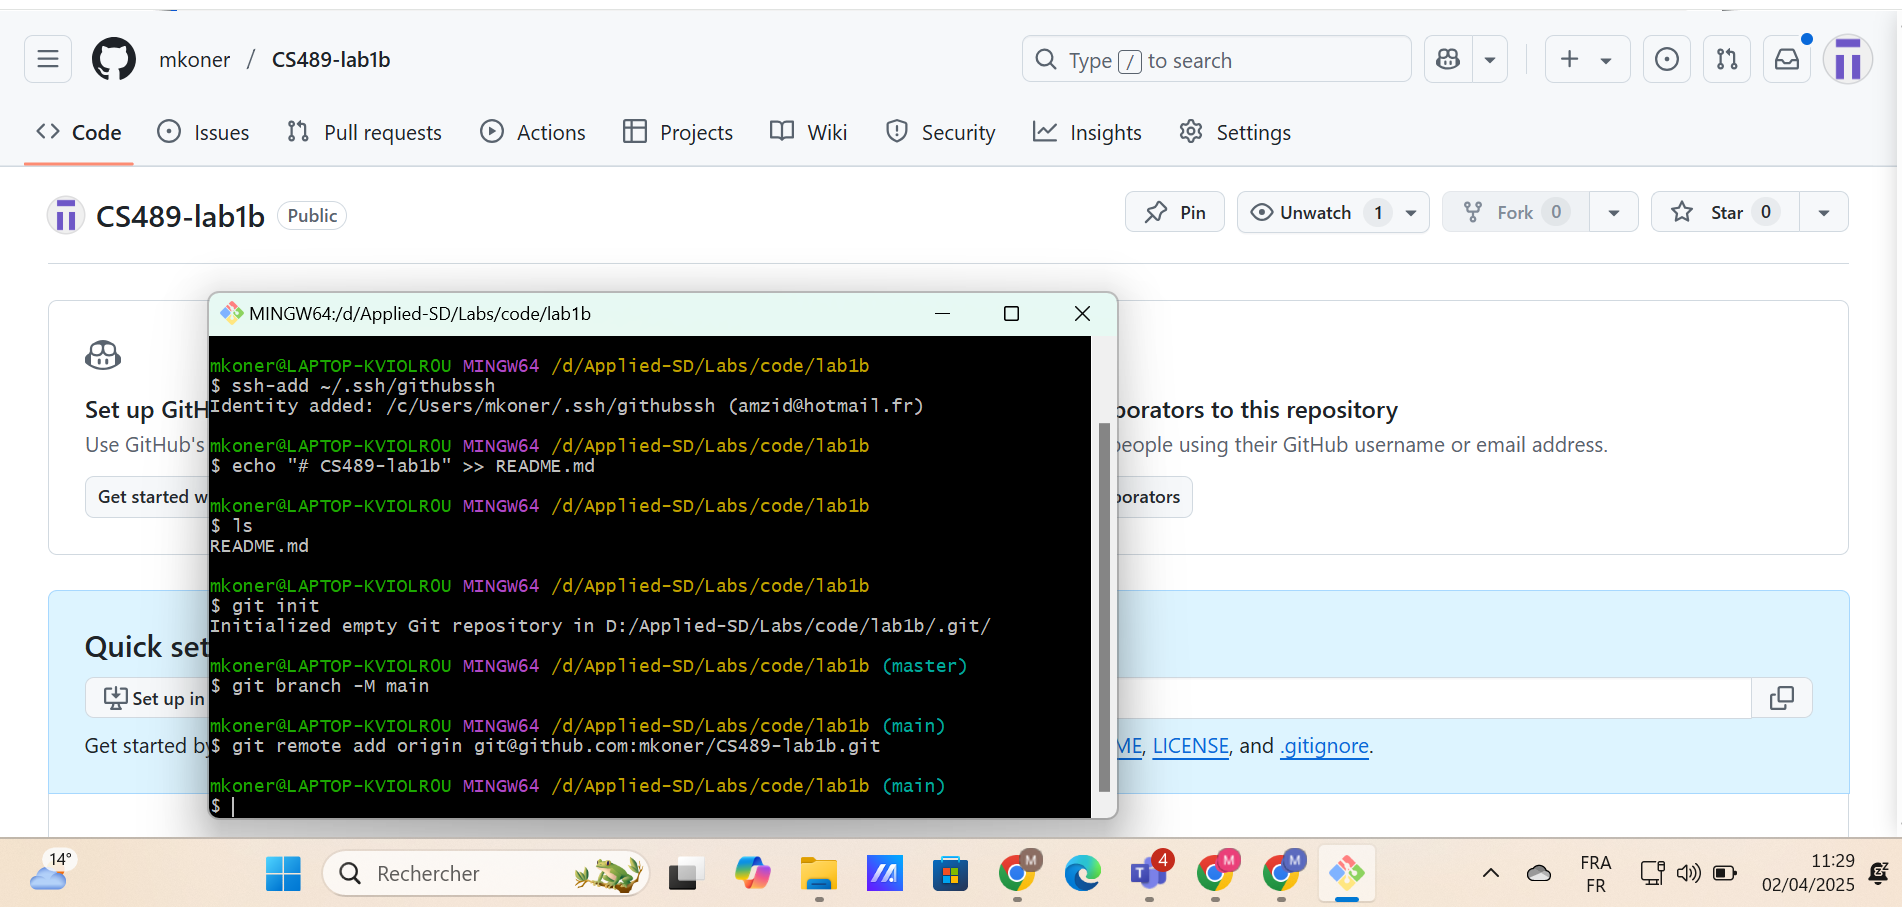 mkoner / CS489-lab1b
Type / to search
Code Issues Pull requests Actions Projects Wiki Security Insights Settings
CS489-lab1b Public
Pin Unwatch 1 Fork 0 Star 0
MINGW64:/d/Applied-SD/Labs/code/lab1b
mkoner@LAPTOP-KVIOLR0U MINGW64 /d/Applied-SD/Labs/code/lab1b
$ ssh-add ~/.ssh/githubssh
Identity added: /c/Users/mkoner/.ssh/githubssh (amzid@hotmail.fr)
mkoner@LAPTOP-KVIOLR0U MINGW64 /d/Applied-SD/Labs/code/lab1b
$ echo "# CS489-lab1b" >> README.md
mkoner@LAPTOP-KVIOLR0U MINGW64 /d/Applied-SD/Labs/code/lab1b
$ ls
README.md
mkoner@LAPTOP-KVIOLR0U MINGW64 /d/Applied-SD/Labs/code/lab1b
$ git init
Initialized empty Git repository in D:/Applied-SD/Labs/code/lab1b/.git/
mkoner@LAPTOP-KVIOLR0U MINGW64 /d/Applied-SD/Labs/code/lab1b (master)
$ git branch -M main
mkoner@LAPTOP-KVIOLR0U MINGW64 /d/Applied-SD/Labs/code/lab1b (main)
$ git remote add origin git@github.com:mkoner/CS489-lab1b.git
mkoner@LAPTOP-KVIOLR0U MINGW64 /d/Applied-SD/Labs/code/lab1b (main)
$
Set up GitH
Use GitHub's
Get started w
borators to this repository
people using their GitHub username or email address.
borators
Quick set
Set up in
Get started by
ME, LICENSE, and .gitignore.
14°
Rechercher
M
4
M
M
FRA
FR
11:29
02/04/2025